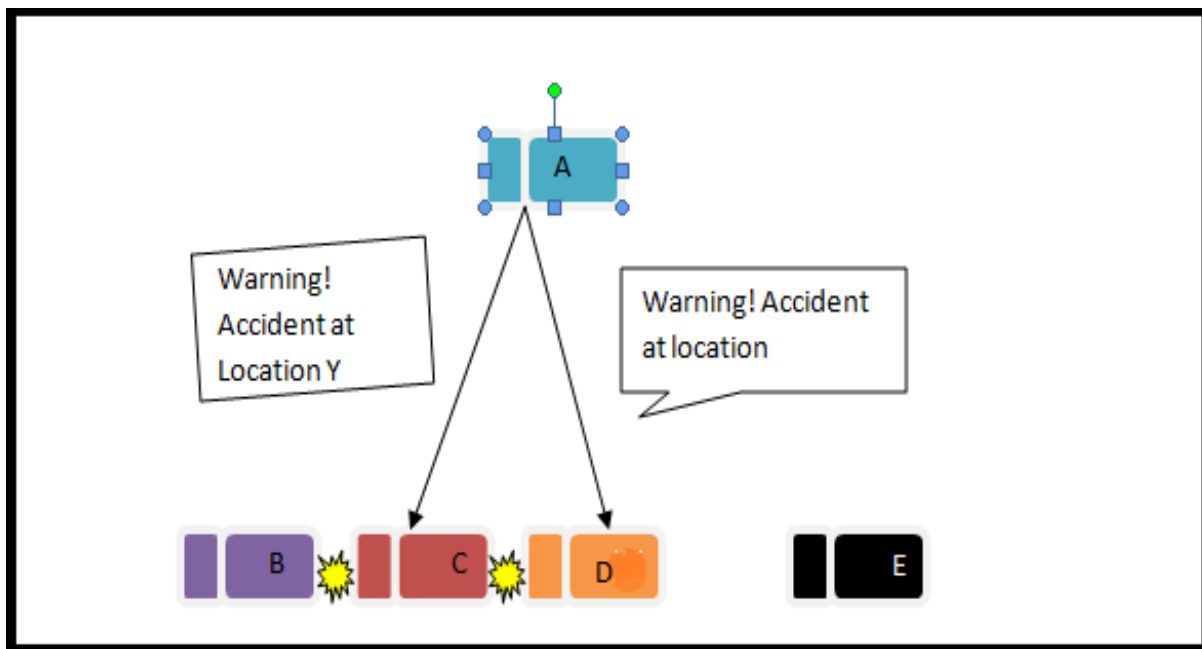 A
Warning!
Accident at
Location Y
Warning! Accident
at location
B
C
D
E